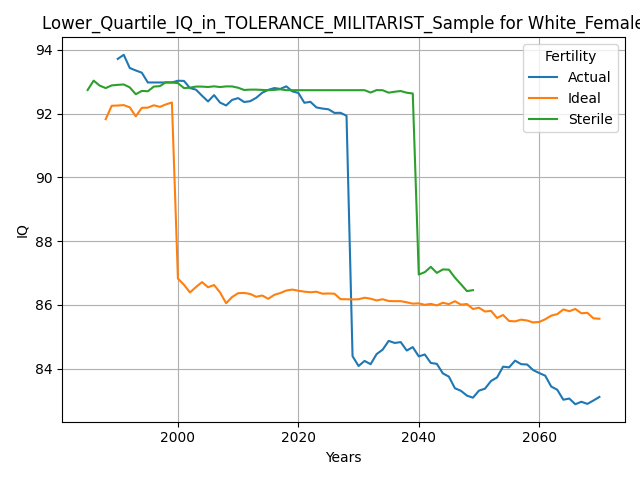 Lower_Quartile_IQ_in_TOLERANCE_MILITARIST_Sample for White_Female
Fertility
Actual
Ideal
Sterile
IQ
94
92
90
88
86
84
2000
2020
2040
2060
Years